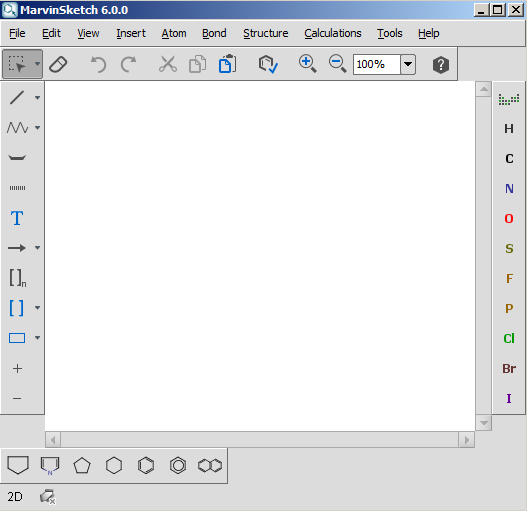 MarvinSketch 6.0.0
File Edit View Insert Atom Bond Structure Calculations Tools Help
100% ?
H
C
N
T
O
S
[ ]n
F
[ ]
P
Cl
+
Br
−
I
N
2D